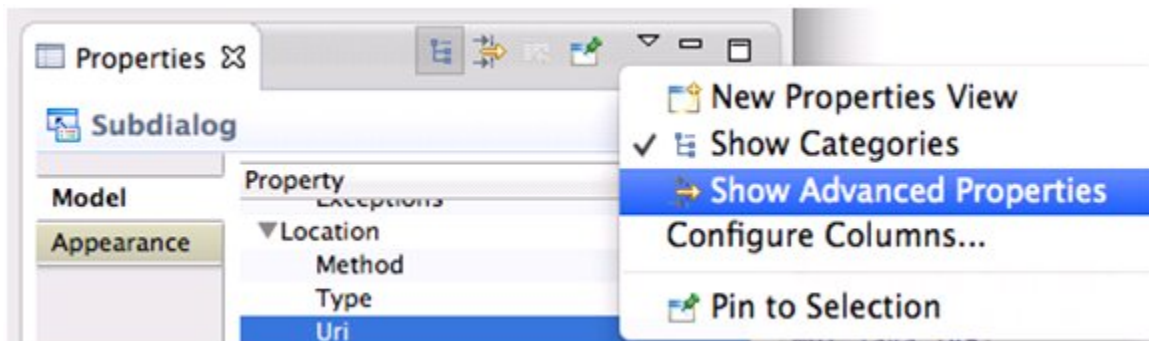 Properties
Subdialog
Model
Appearance
Property
Exceptions
Location
Method
Type
Uri
New Properties View
Show Categories
Show Advanced Properties
Configure Columns...
Pin to Selection